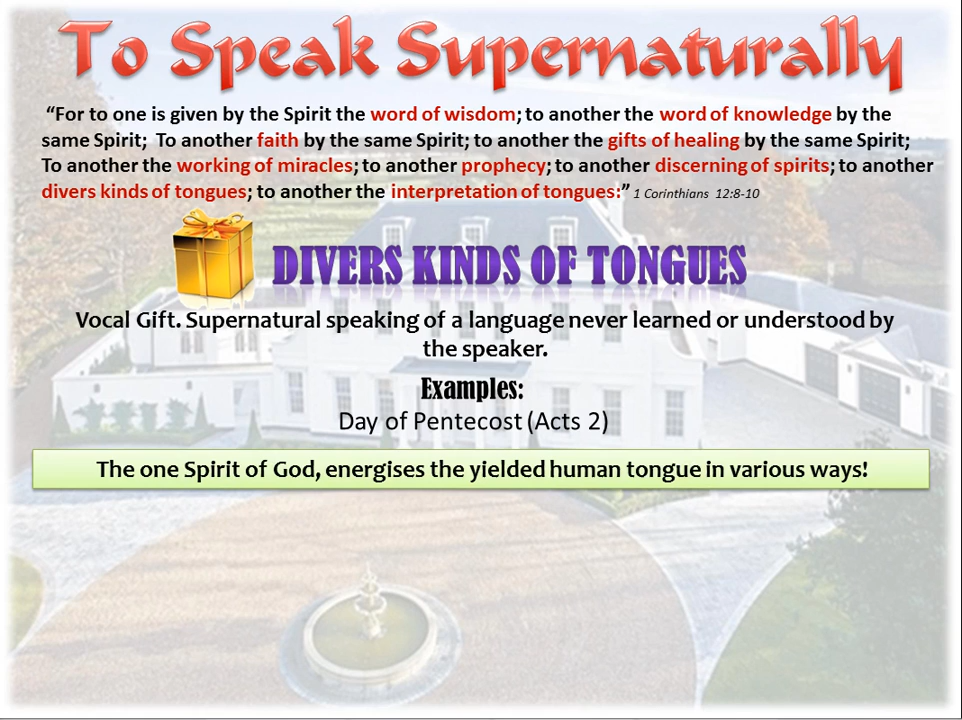 To Speak Supernaturally
“For to one is given by the Spirit the word of wisdom; to another the word of knowledge by the
same Spirit;  To another faith by the same Spirit; to another the gifts of healing by the same Spirit;
To another the working of miracles; to another prophecy; to another discerning of spirits; to another
divers kinds of tongues; to another the interpretation of tongues:” 1 Corinthians  12:8-10
DIVERS KINDS OF TONGUES
Vocal Gift. Supernatural speaking of a language never learned or understood by
the speaker.
Examples:
Day of Pentecost (Acts 2)
The one Spirit of God, energises the yielded human tongue in various ways!